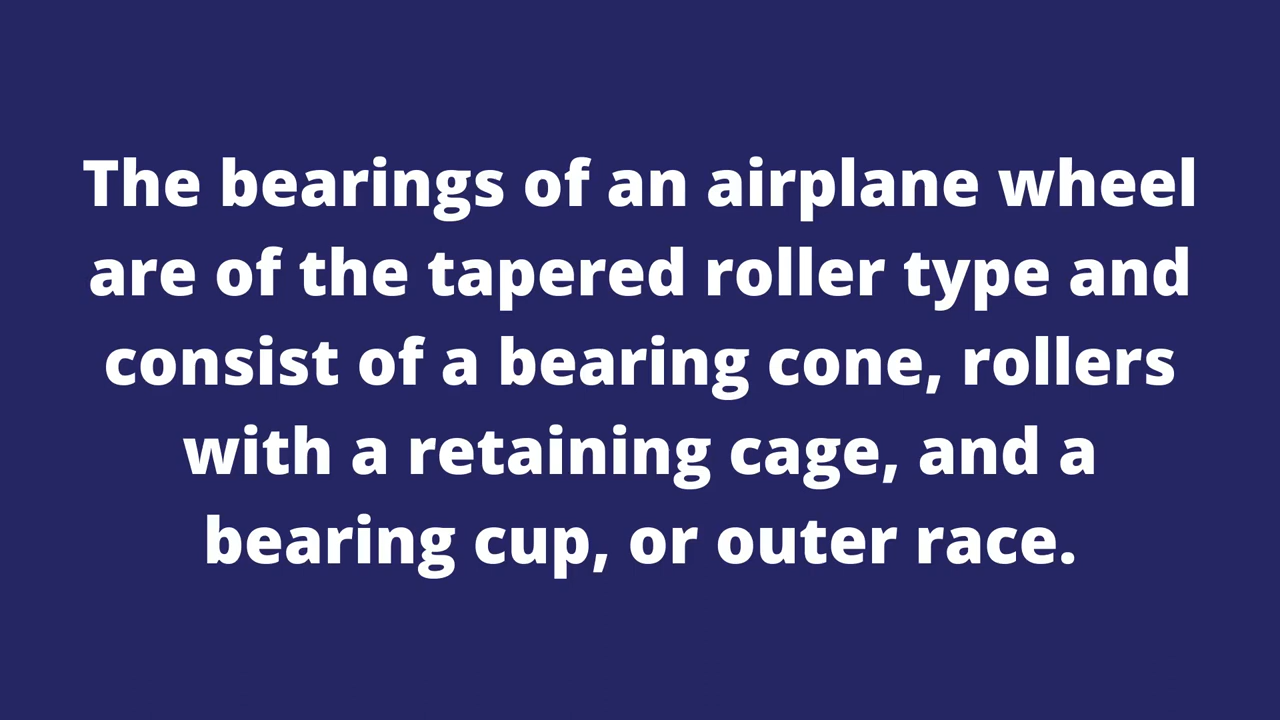 The bearings of an airplane wheel
are of the tapered roller type and
consist of a bearing cone, rollers
with a retaining cage, and a
bearing cup, or outer race.